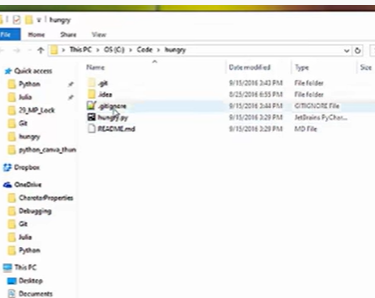 hungry
File Home Share View
This PC > OS (C:) > Code > hungry
Name Date modified Type Size
Quick access
Python
Julia
29_MP_Lock
Git
hungry
python_canva_thun
Dropbox
OneDrive
CharatorProperties
Debugging
Git
Julia
Python
This PC
Desktop
Documents
.git 9/15/2016 3:43 PM File folder
.idea 8/25/2016 6:55 PM File folder
.gitignore 9/15/2016 3:44 PM GITIGNORE File
hungry.py 9/15/2016 3:29 PM JetBrains PyChar...
README.md 9/15/2016 3:29 PM MD File